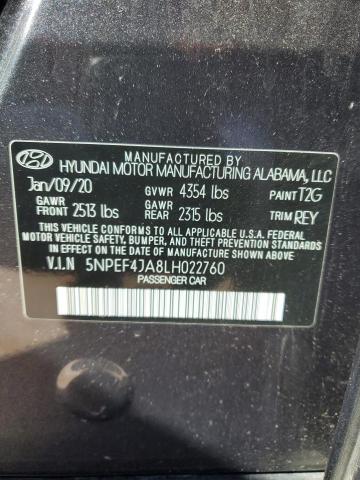 MANUFACTURED BY
HYUNDAI MOTOR MANUFACTURING ALABAMA, LLC
Jan/09/20 GVWR 4354 lbs PAINT T2G
GAWR FRONT 2513 lbs GAWR REAR 2315 lbs TRIM REY
THIS VEHICLE CONFORMS TO ALL APPLICABLE U.S.A. FEDERAL
MOTOR VEHICLE SAFETY, BUMPER, AND THEFT PREVENTION
STANDARDS IN EFFECT ON THE DATE OF MANUFACTURE SHOWN ABOVE.
V.I.N 5NPEF4JA8LH022760
PASSENGER CAR